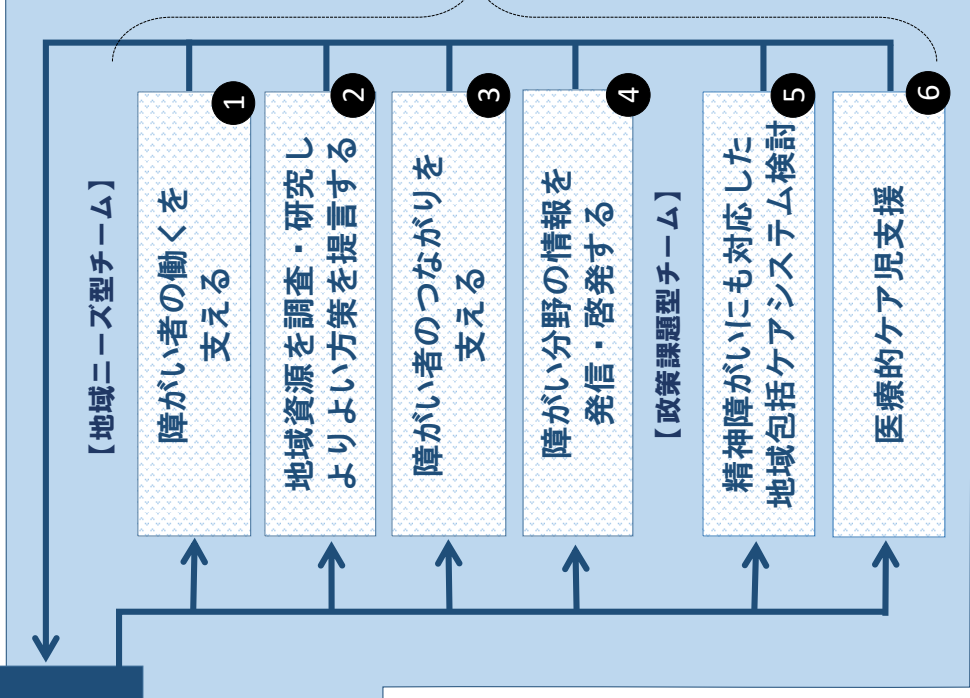 【地域ニーズ型チーム】
障がい者の働くを
支える
1
地域資源を調査・研究し
よりよい方策を提言する
2
障がい者のつながりを
支える
3
障がい分野の情報を
発信・啓発する
4
【政策課題型チーム】
精神障がいにも対応した
地域包括ケアシステム検討
5
医療的ケア児支援
6